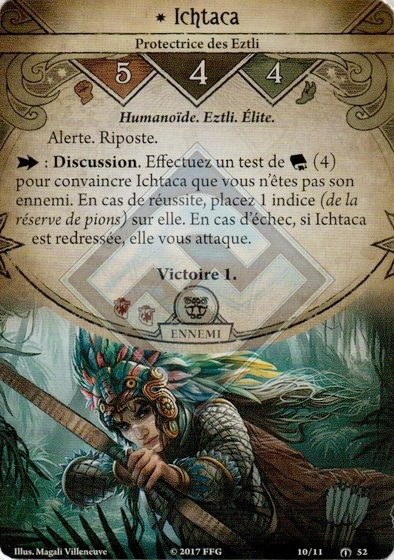 Ichtaca
Protectrice des Eztli
5 4 4
Humanoïde. Eztli. Élite.
Alerte. Riposte.
: Discussion. Effectuez un test de (4)
pour convaincre Ichtaca que vous n'êtes pas son
ennemi. En cas de réussite, placez 1 indice (de la
réserve de pions) sur elle. En cas d'échec, si Ichtaca
est redressée, elle vous attaque.
Victoire 1.
ENNEMI
Illus. Magali Villeneuve © 2017 FFG 10/11 52